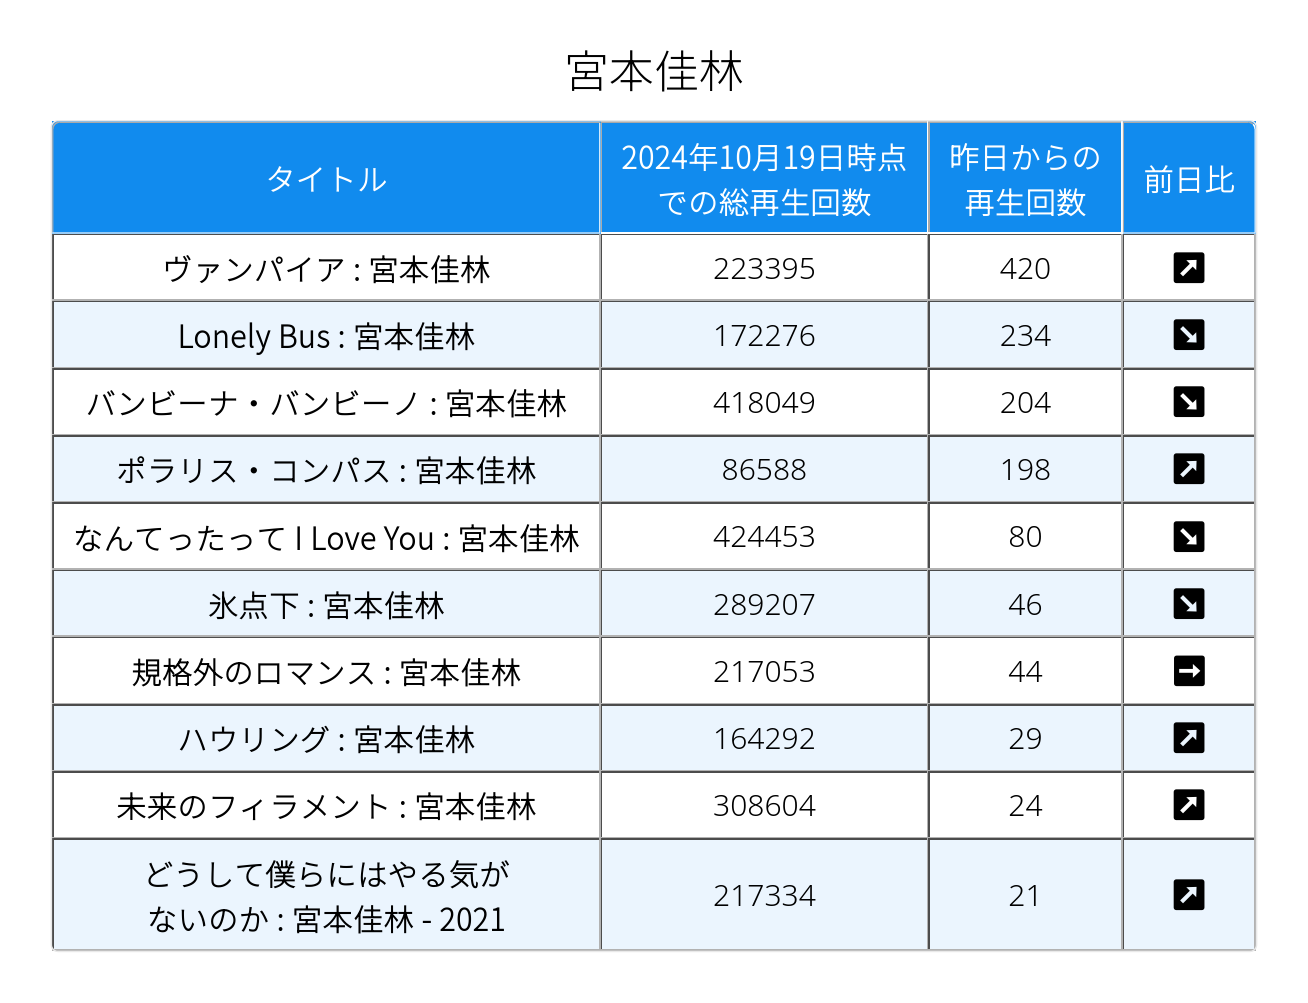 宮本佳林
タイトル
2024年10月19日時点
での総再生回数
昨日からの
再生回数
前日比
ヴァンパイア : 宮本佳林 223395 420 ↗
Lonely Bus : 宮本佳林 172276 234 ↘
バンビーナ・バンビーノ : 宮本佳林 418049 204 ↘
ポラリス・コンパス : 宮本佳林 86588 198 ↗
なんてったって I Love You : 宮本佳林 424453 80 ↘
氷点下 : 宮本佳林 289207 46 ↘
規格外のロマンス : 宮本佳林 217053 44 →
ハウリング : 宮本佳林 164292 29 ↗
未来のフィラメント : 宮本佳林 308604 24 ↗
どうして僕らにはやる気が
ないのか : 宮本佳林 - 2021 217334 21 ↗